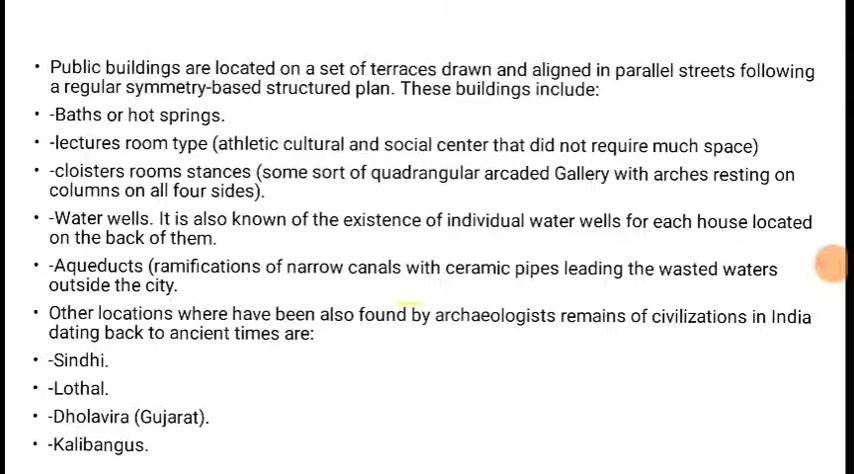 • Public buildings are located on a set of terraces drawn and aligned in parallel streets following
a regular symmetry-based structured plan. These buildings include:
• -Baths or hot springs.
• -lectures room type (athletic cultural and social center that did not require much space)
• -cloisters rooms stances (some sort of quadrangular arcaded Gallery with arches resting on
columns on all four sides).
• -Water wells. It is also known of the existence of individual water wells for each house located
on the back of them.
• -Aqueducts (ramifications of narrow canals with ceramic pipes leading the wasted waters
outside the city.
• Other locations where have been also found by archaeologists remains of civilizations in India
dating back to ancient times are:
• -Sindhi.
• -Lothal.
• -Dholavira (Gujarat).
• -Kalibangus.